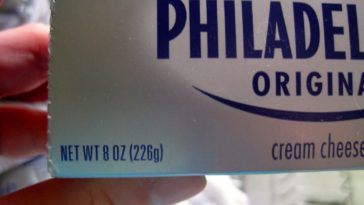 PHILADEL
ORIGINA
NET WT 8 OZ (226g)
cream cheese